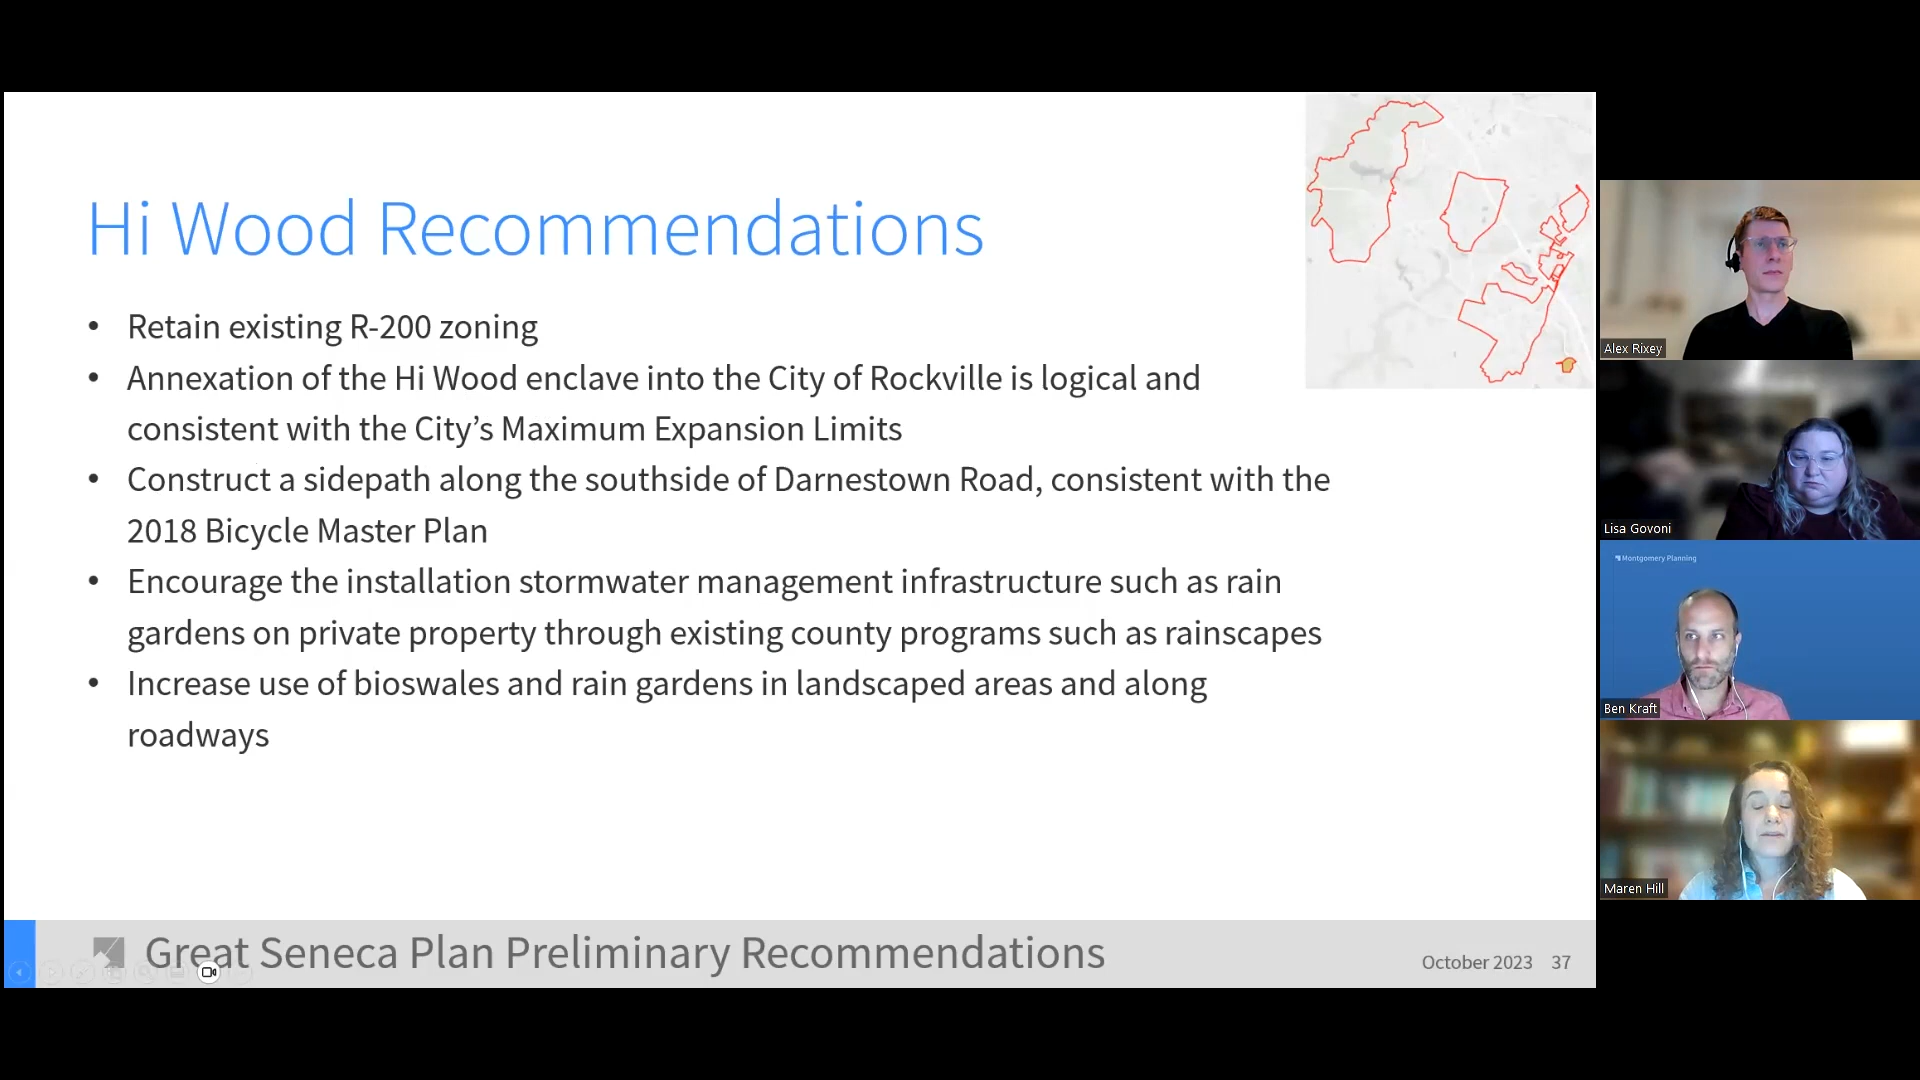 Hi Wood Recommendations
• Retain existing R-200 zoning
• Annexation of the Hi Wood enclave into the City of Rockville is logical and
consistent with the City’s Maximum Expansion Limits
• Construct a sidepath along the southside of Darnestown Road, consistent with the
2018 Bicycle Master Plan
• Encourage the installation stormwater management infrastructure such as rain
gardens on private property through existing county programs such as rainscapes
• Increase use of bioswales and rain gardens in landscaped areas and along
roadways
Great Seneca Plan Preliminary Recommendations
October 2023 37
Alex Rixey
Lisa Govoni
Montgomery Planning
Ben Kraft
Maren Hill